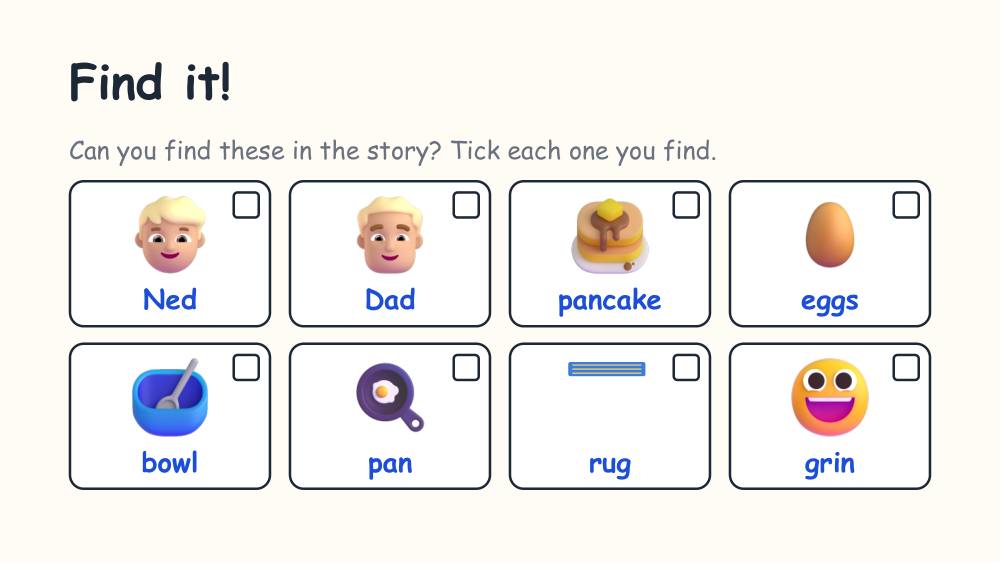 Find it!
Can you find these in the story? Tick each one you find.
Ned
Dad
pancake
eggs
bowl
pan
rug
grin